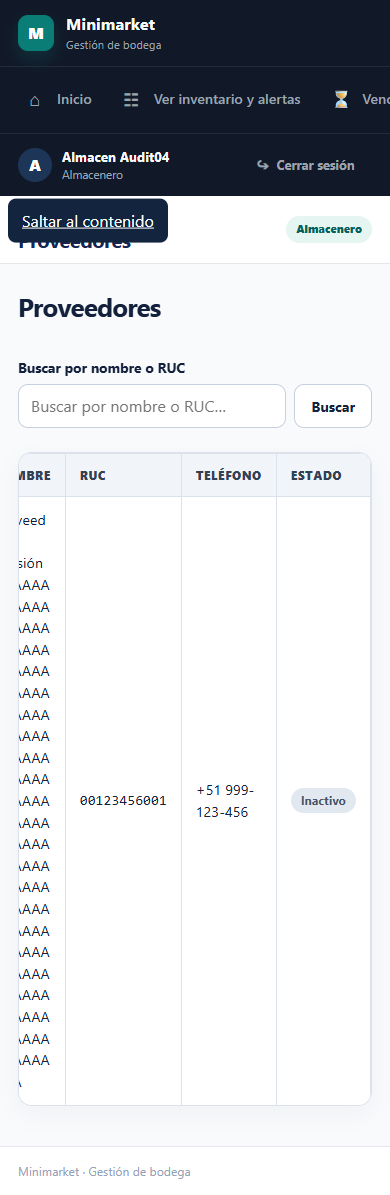 M
Minimarket
Gestión de bodega
Inicio
Ver inventario y alertas
A
Almacen Audit04
Almacenero
Cerrar sesión
Saltar al contenido
Proveedores
Almacenero
Proveedores
Buscar por nombre o RUC
Buscar por nombre o RUC...
Buscar
MBRE RUC TELÉFONO ESTADO
veed
sión
AAAA
AAAA
AAAA
AAAA
AAAA
AAAA
AAAA
AAAA
AAAA
AAAA
AAAA 00123456001 +51 999-123-456 Inactivo
AAAA
AAAA
AAAA
AAAA
AAAA
AAAA
AAAA
AAAA
AAAA
AAAA
AAAA
AAAA
A
Minimarket · Gestión de bodega